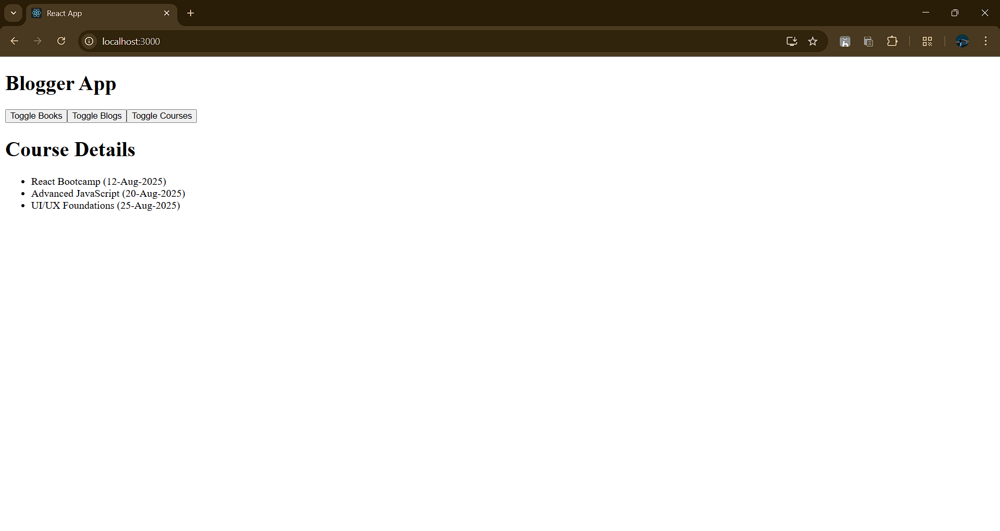 React App
localhost:3000
Blogger App
Toggle Books Toggle Blogs Toggle Courses
Course Details
• React Bootcamp (12-Aug-2025)
• Advanced JavaScript (20-Aug-2025)
• UI/UX Foundations (25-Aug-2025)